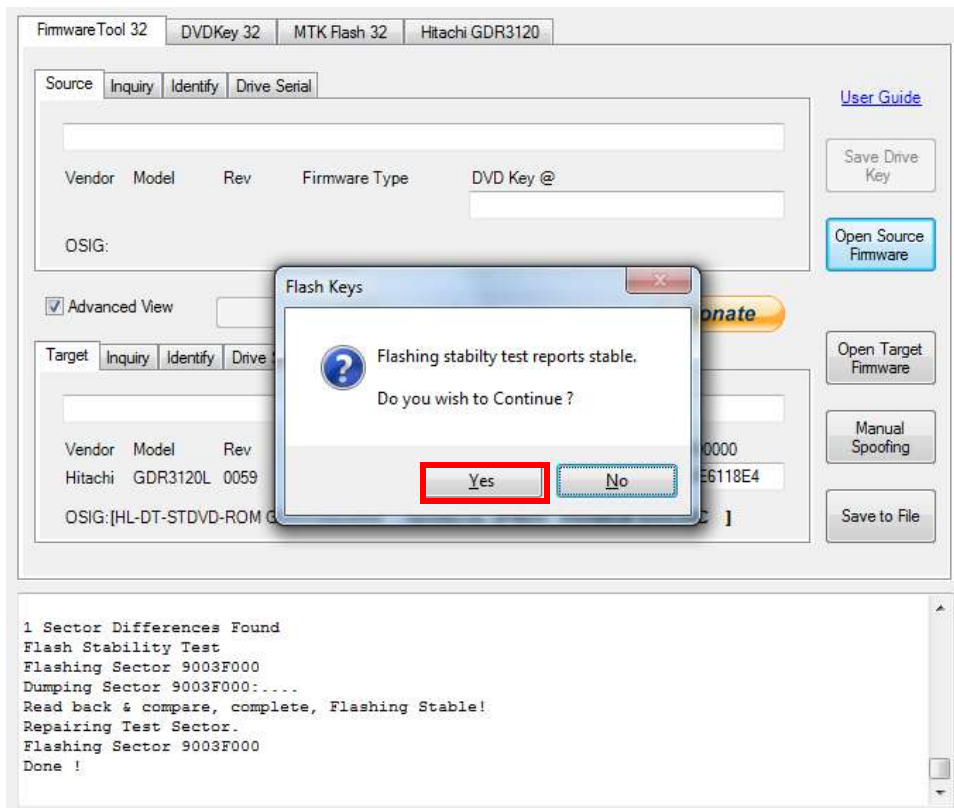 FirmwareTool 32 DVDKey 32 MTK Flash 32 Hitachi GDR3120
Source Inquiry Identify Drive Serial
User Guide
Save Drive
Key
Vendor Model Rev Firmware Type DVD Key @
Open Source
Firmware
OSIG:
Flash Keys
Advanced View
onate
Flashing stabilty test reports stable.
Do you wish to Continue ?
Target Inquiry Identify Drive
Open Target
Firmware
Manual
Spoofing
Vendor Model Rev 0000
Hitachi GDR3120L 0059 E6118E4
Yes No
OSIG:[HL-DT-STDVD-ROM ]
Save to File
1 Sector Differences Found
Flash Stability Test
Flashing Sector 9003F000
Dumping Sector 9003F000:....
Read back & compare, complete, Flashing Stable!
Repairing Test Sector.
Flashing Sector 9003F000
Done !